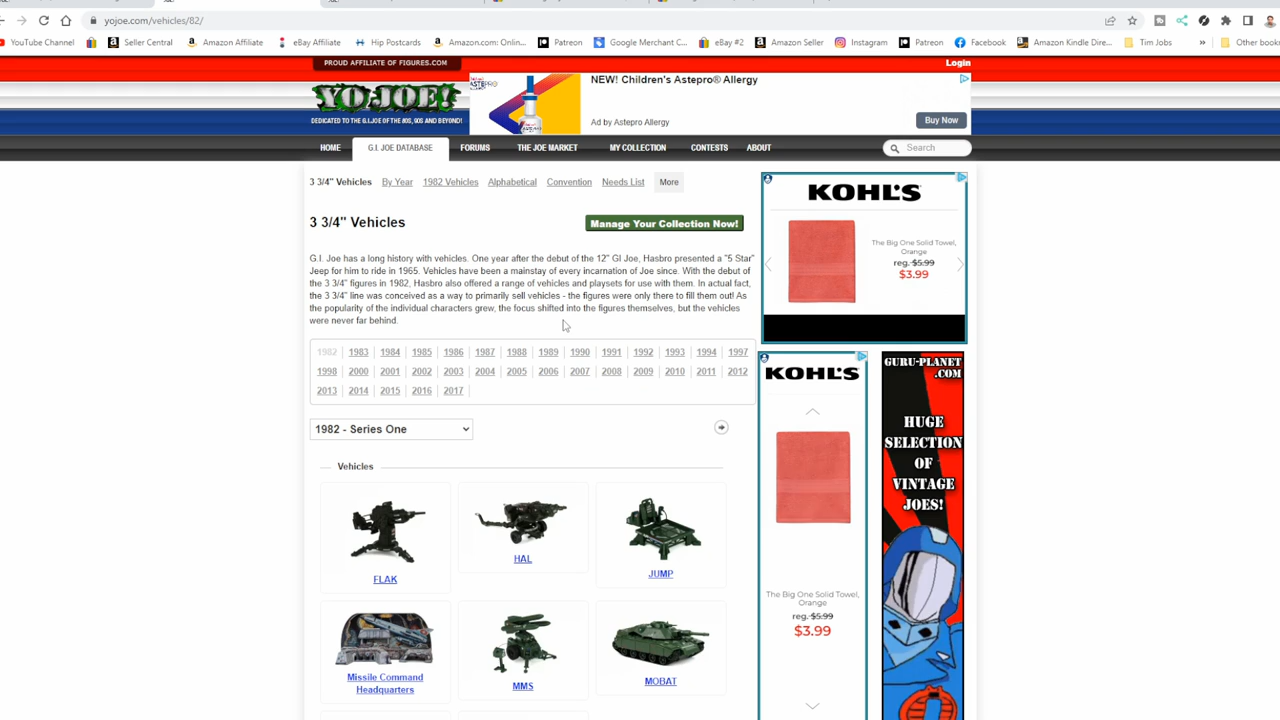 yojoe.com/vehicles/82/
YouTube Channel
Seller Central
Amazon Affiliate
eBay Affiliate
Hip Postcards
Amazon.com: Onlin...
Patreon
Google Merchant C...
eBay #2
Amazon Seller
Instagram
Patreon
Facebook
Amazon Kindle Dire...
Tim Jobs
»
Other book
PROUD AFFILIATE OF FIGURES.COM
Login
YO JOE!
DEDICATED TO THE G.I.JOE OF THE 80S, 90S AND BEYOND!
ASTEPRO
NEW! Children's Astepro® Allergy
Ad by Astepro Allergy
Buy Now
HOME
G.I. JOE DATABASE
FORUMS
THE JOE MARKET
MY COLLECTION
CONTESTS
ABOUT
Search
3 3/4" Vehicles
By Year
1982 Vehicles
Alphabetical
Convention
Needs List
More
3 3/4" Vehicles
Manage Your Collection Now!
G.I. Joe has a long history with vehicles. One year after the debut of the 12" GI Joe, Hasbro presented a "5 Star"
Jeep for him to ride in 1965. Vehicles have been a mainstay of every incarnation of Joe since. With the debut of
the 3 3/4" figures in 1982, Hasbro also offered a range of vehicles and playsets for use with them. In actual fact,
the 3 3/4" line was conceived as a way to primarily sell vehicles - the figures were only there to fill them out! As
the popularity of the individual characters grew, the focus shifted into the figures themselves, but the vehicles
were never far behind.
1982 1983 1984 1985 1986 1987 1988 1989 1990 1991 1992 1993 1994 1997
1998 2000 2001 2002 2003 2004 2005 2006 2007 2008 2009 2010 2011 2012
2013 2014 2015 2016 2017
1982 - Series One
Vehicles
FLAK
HAL
JUMP
Missile Command
Headquarters
MMS
MOBAT
KOHL'S
The Big One Solid Towel,
Orange
reg. $5.99
$3.99
KOHL'S
The Big One Solid Towel,
Orange
reg. $5.99
$3.99
GURU-PLANET
.COM
HUGE
SELECTION
OF
VINTAGE
JOES!